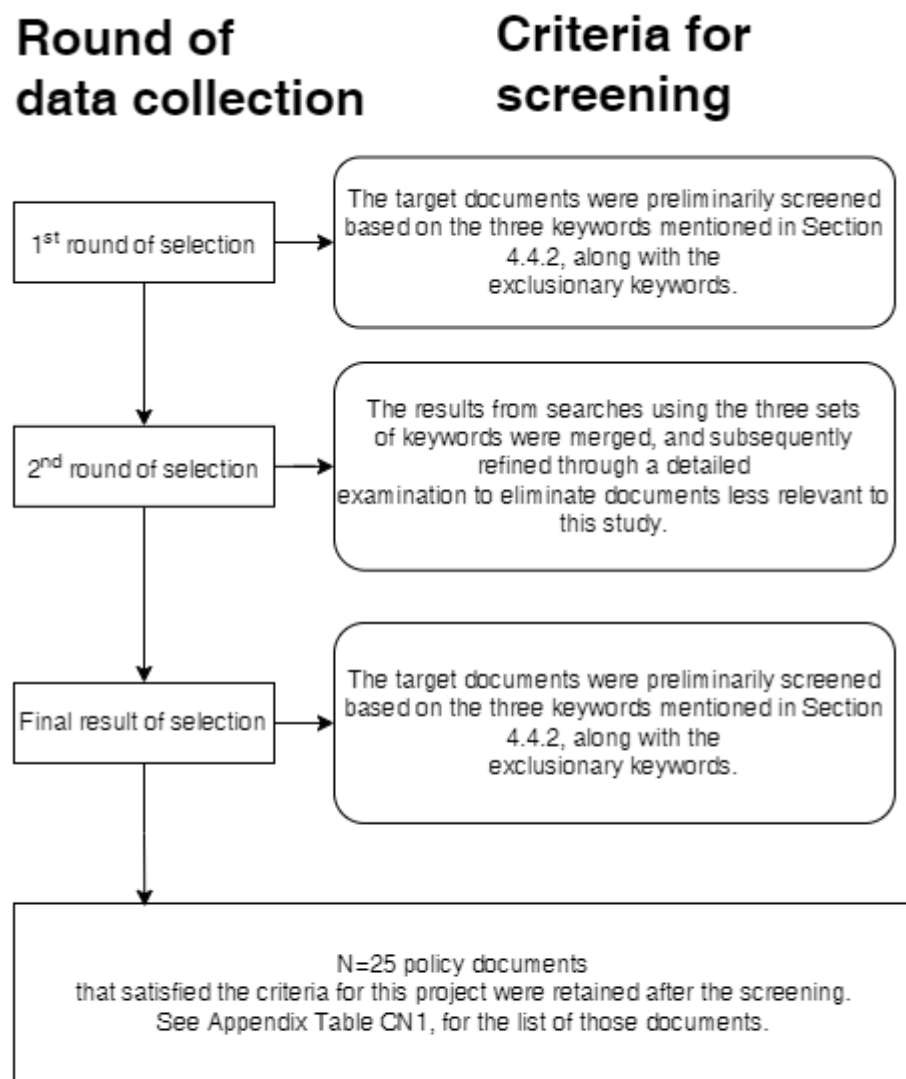 Round of
data collection
Criteria for
screening
1st round of selection
The target documents were preliminarily screened
based on the three keywords mentioned in Section
4.4.2, along with the
exclusionary keywords.
2nd round of selection
The results from searches using the three sets
of keywords were merged, and subsequently
refined through a detailed
examination to eliminate documents less relevant to
this study.
Final result of selection
The target documents were preliminarily screened
based on the three keywords mentioned in Section
4.4.2, along with the
exclusionary keywords.
N=25 policy documents
that satisfied the criteria for this project were retained after the screening.
See Appendix Table CN1, for the list of those documents.